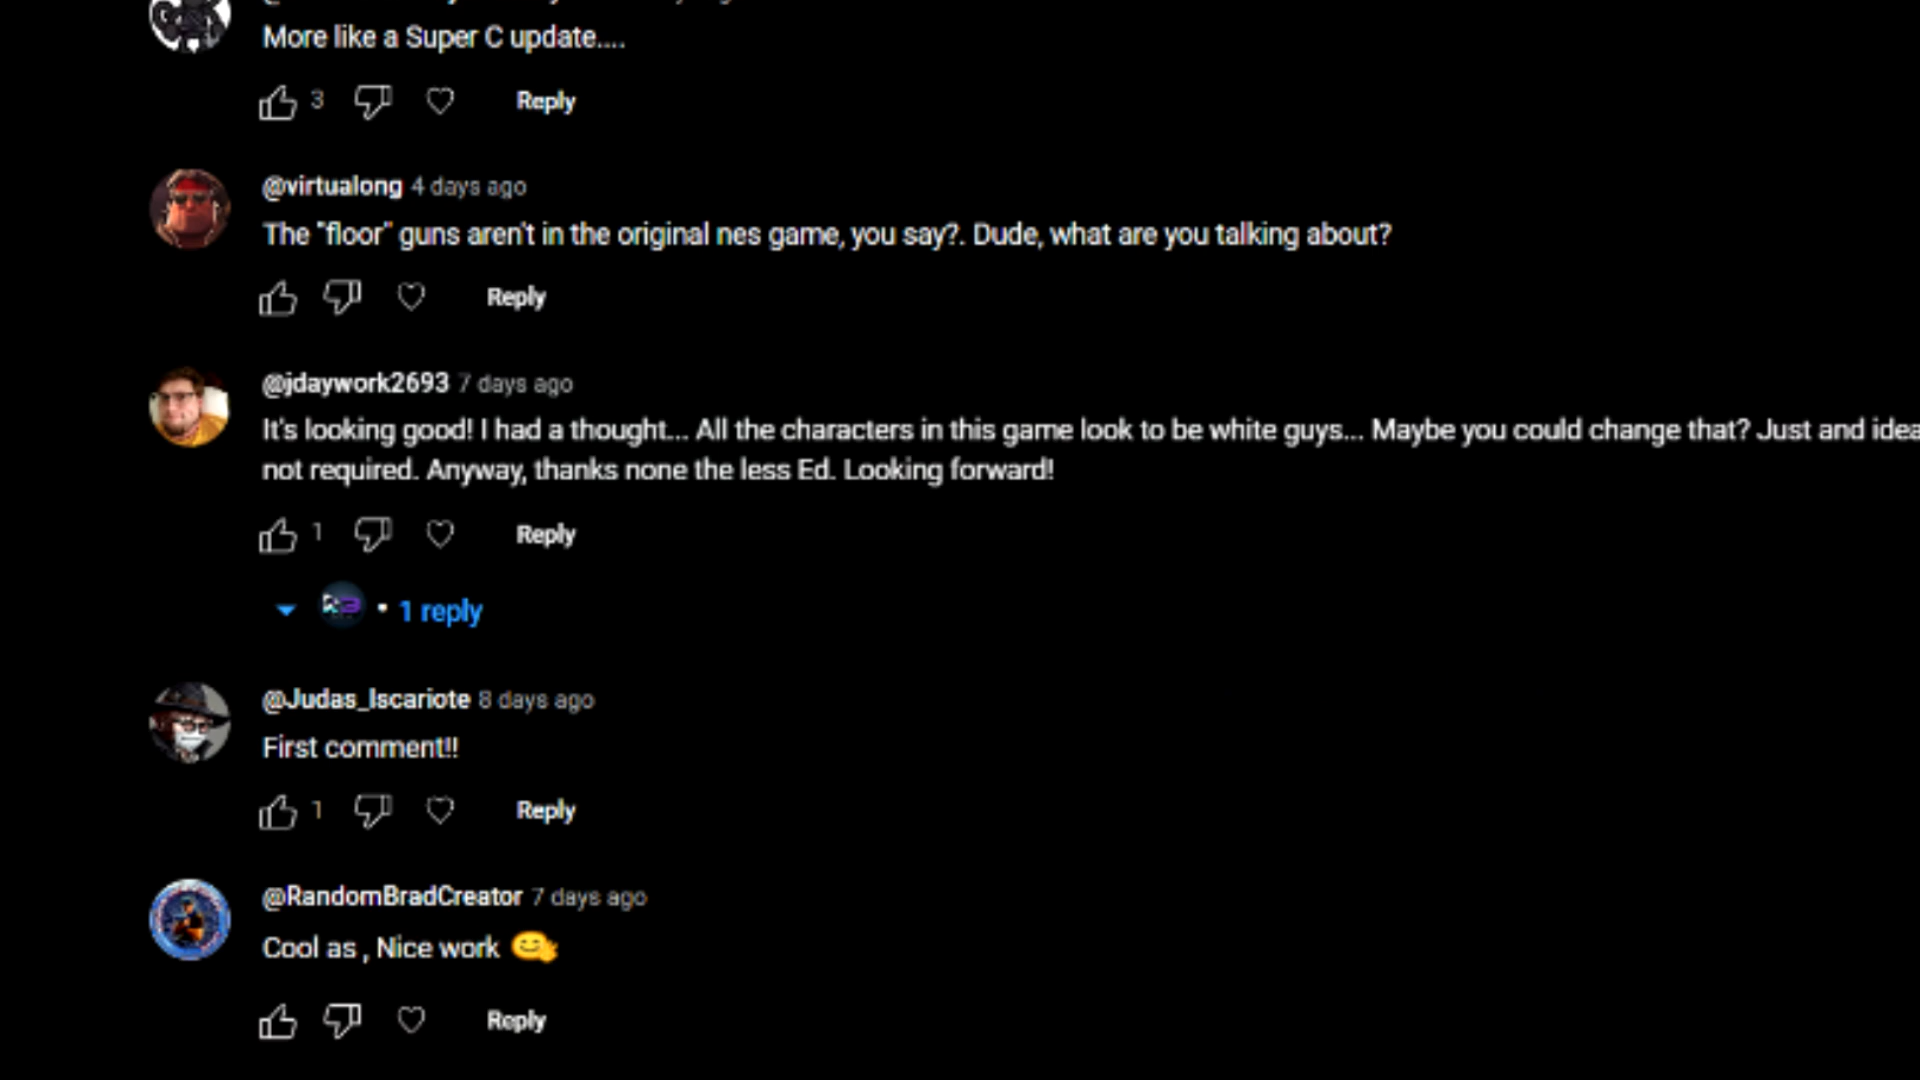 More like a Super C update....
3
Reply
@virtualong 4 days ago
The "floor" guns aren't in the original nes game, you say?. Dude, what are you talking about?
Reply
@jdaywork2693 7 days ago
It's looking good! I had a thought... All the characters in this game look to be white guys... Maybe you could change that? Just and idea
not required. Anyway, thanks none the less Ed. Looking forward!
1
Reply
• 1 reply
@Judas_Iscariote 8 days ago
First comment!!
1
Reply
@RandomBradCreator 7 days ago
Cool as , Nice work
Reply